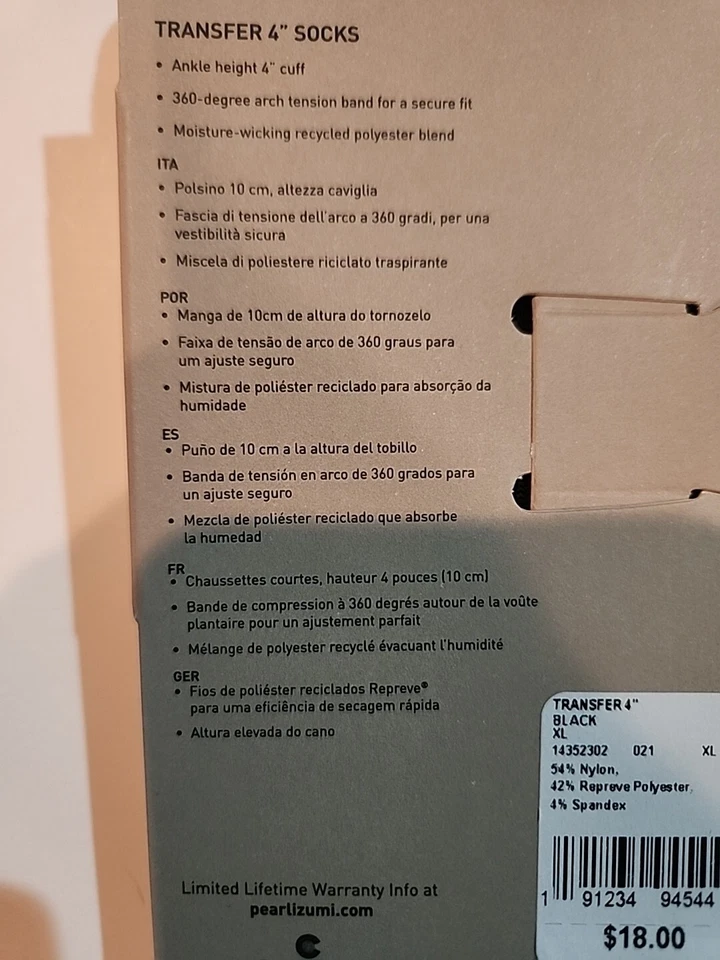 TRANSFER 4” SOCKS
• Ankle height 4” cuff
• 360-degree arch tension band for a secure fit
• Moisture-wicking recycled polyester blend
ITA
• Polsino 10 cm, altezza caviglia
• Fascia di tensione dell'arco a 360 gradi, per una
vestibilità sicura
• Miscela di poliestere riciclato traspirante
POR
• Manga de 10cm de altura do tornozelo
• Faixa de tensão de arco de 360 graus para
um ajuste seguro
• Mistura de poliéster reciclado para absorção da
humidade
ES
• Puño de 10 cm a la altura del tobillo
• Banda de tensión en arco de 360 grados para
un ajuste seguro
• Mezcla de poliéster reciclado que absorbe
la humedad
FR
• Chaussettes courtes, hauteur 4 pouces (10 cm)
• Bande de compression à 360 degrés autour de la voûte
plantaire pour un ajustement parfait
• Mélange de polyester recyclé évacuant l'humidité
GER
• Fios de poliéster reciclados Repreve®
para uma eficiência de secagem rápida
• Altura elevada do cano
TRANSFER 4"
BLACK
XL
14352302 021 XL
54% Nylon,
42% Repreve Polyester,
4% Spandex
1 91234 94544
$18.00
Limited Lifetime Warranty Info at
pearlizumi.com